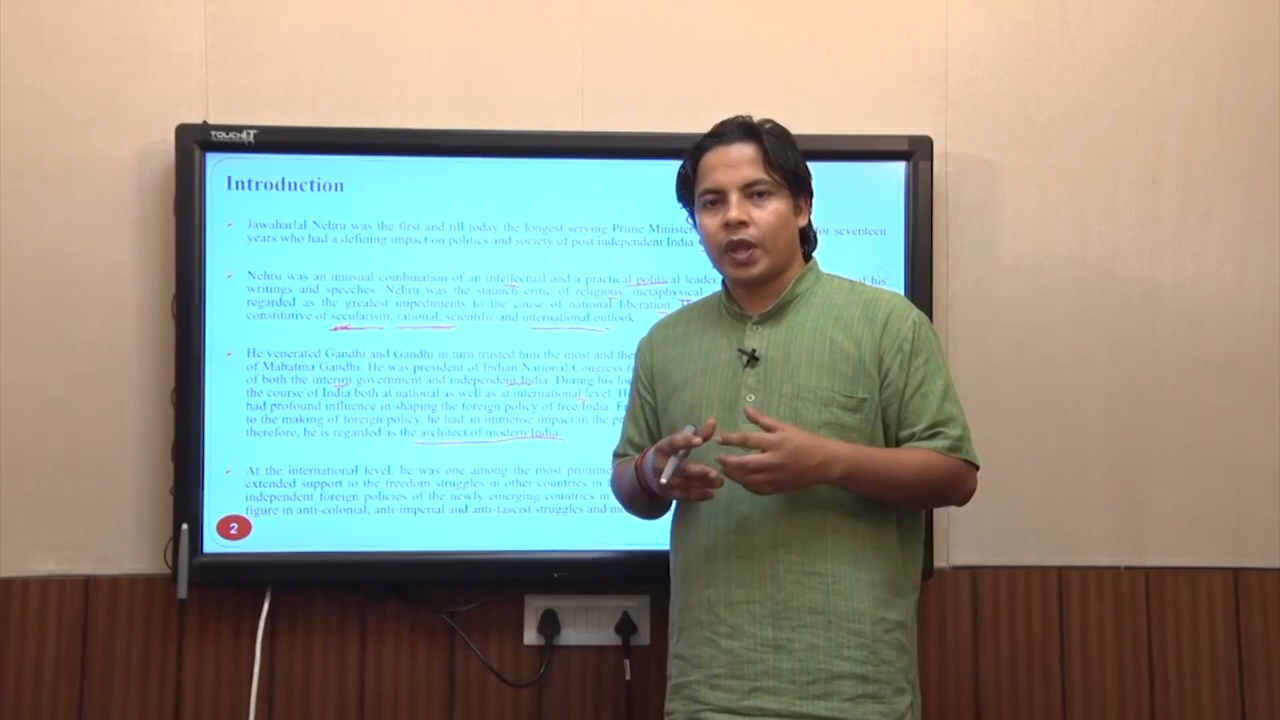 TOUCHIT
Introduction
Jawaharlal Nehru was the first and till today the longest serving Prime Minister for seventeen
years who had a defining impact on politics and society of post independent India
Nehru was an unusual combination of an intellectual and a practical political leader of his
writings and speeches. Nehru was the staunch critic of religious, metaphysical
regarded as the greatest impediments to the cause of national liberation
constitutive of secularism, rational, scientific and international outlook
He venerated Gandhi and Gandhi in turn trusted him the most and the
of Mahatma Gandhi. He was president of Indian National Congress
of both the interim government and independent India. During his
the course of India both at national as well as at international level.
had profound influence in shaping the foreign policy of free India.
to the making of foreign policy, he had an immense impact in the
therefore, he is regarded as the architect of modern India.
At the international level, he was one among the most
extended support to the freedom struggles in other countries in
independent foreign policies of the newly emerging countries in
figure in anti-colonial, anti-imperial and anti-fascist struggles and
2